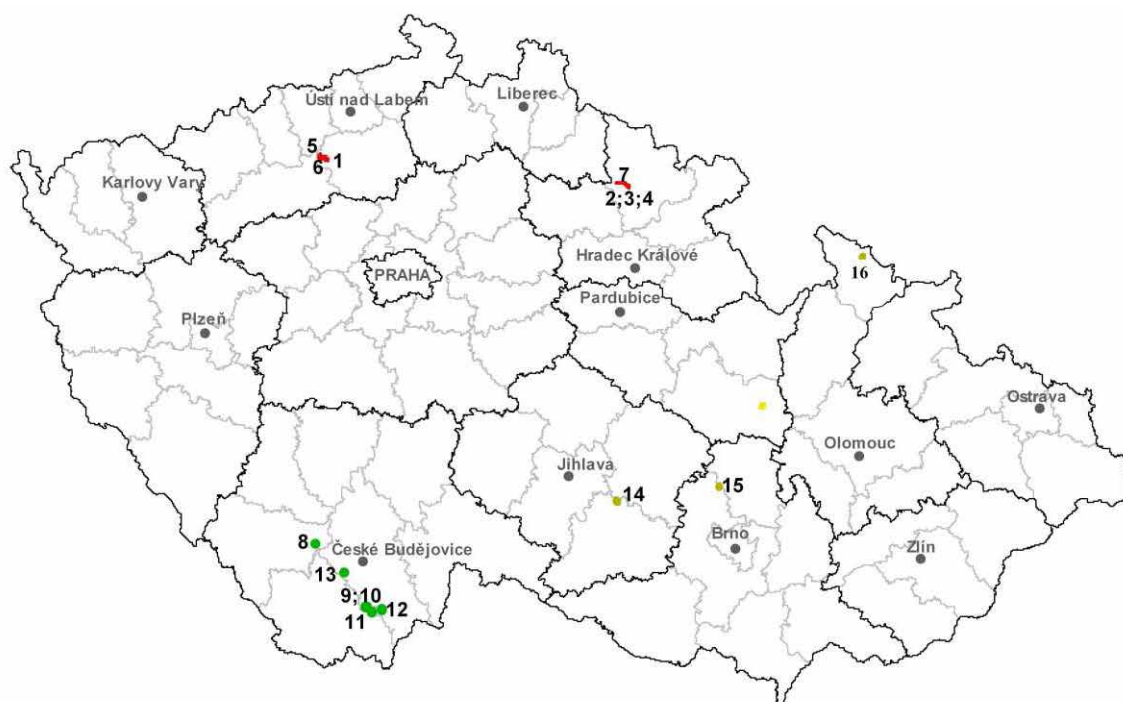 Ústí nad Labem
Liberec
5
6
1
Karlovy Vary
7
2;3;4
Hradec Králové
16
PRAHA
Pardubice
Plzeň
Ostrava
Olomouc
Jihlava
14
15
Brno
8
České Budějovice
Zlín
13
9;10
11
12